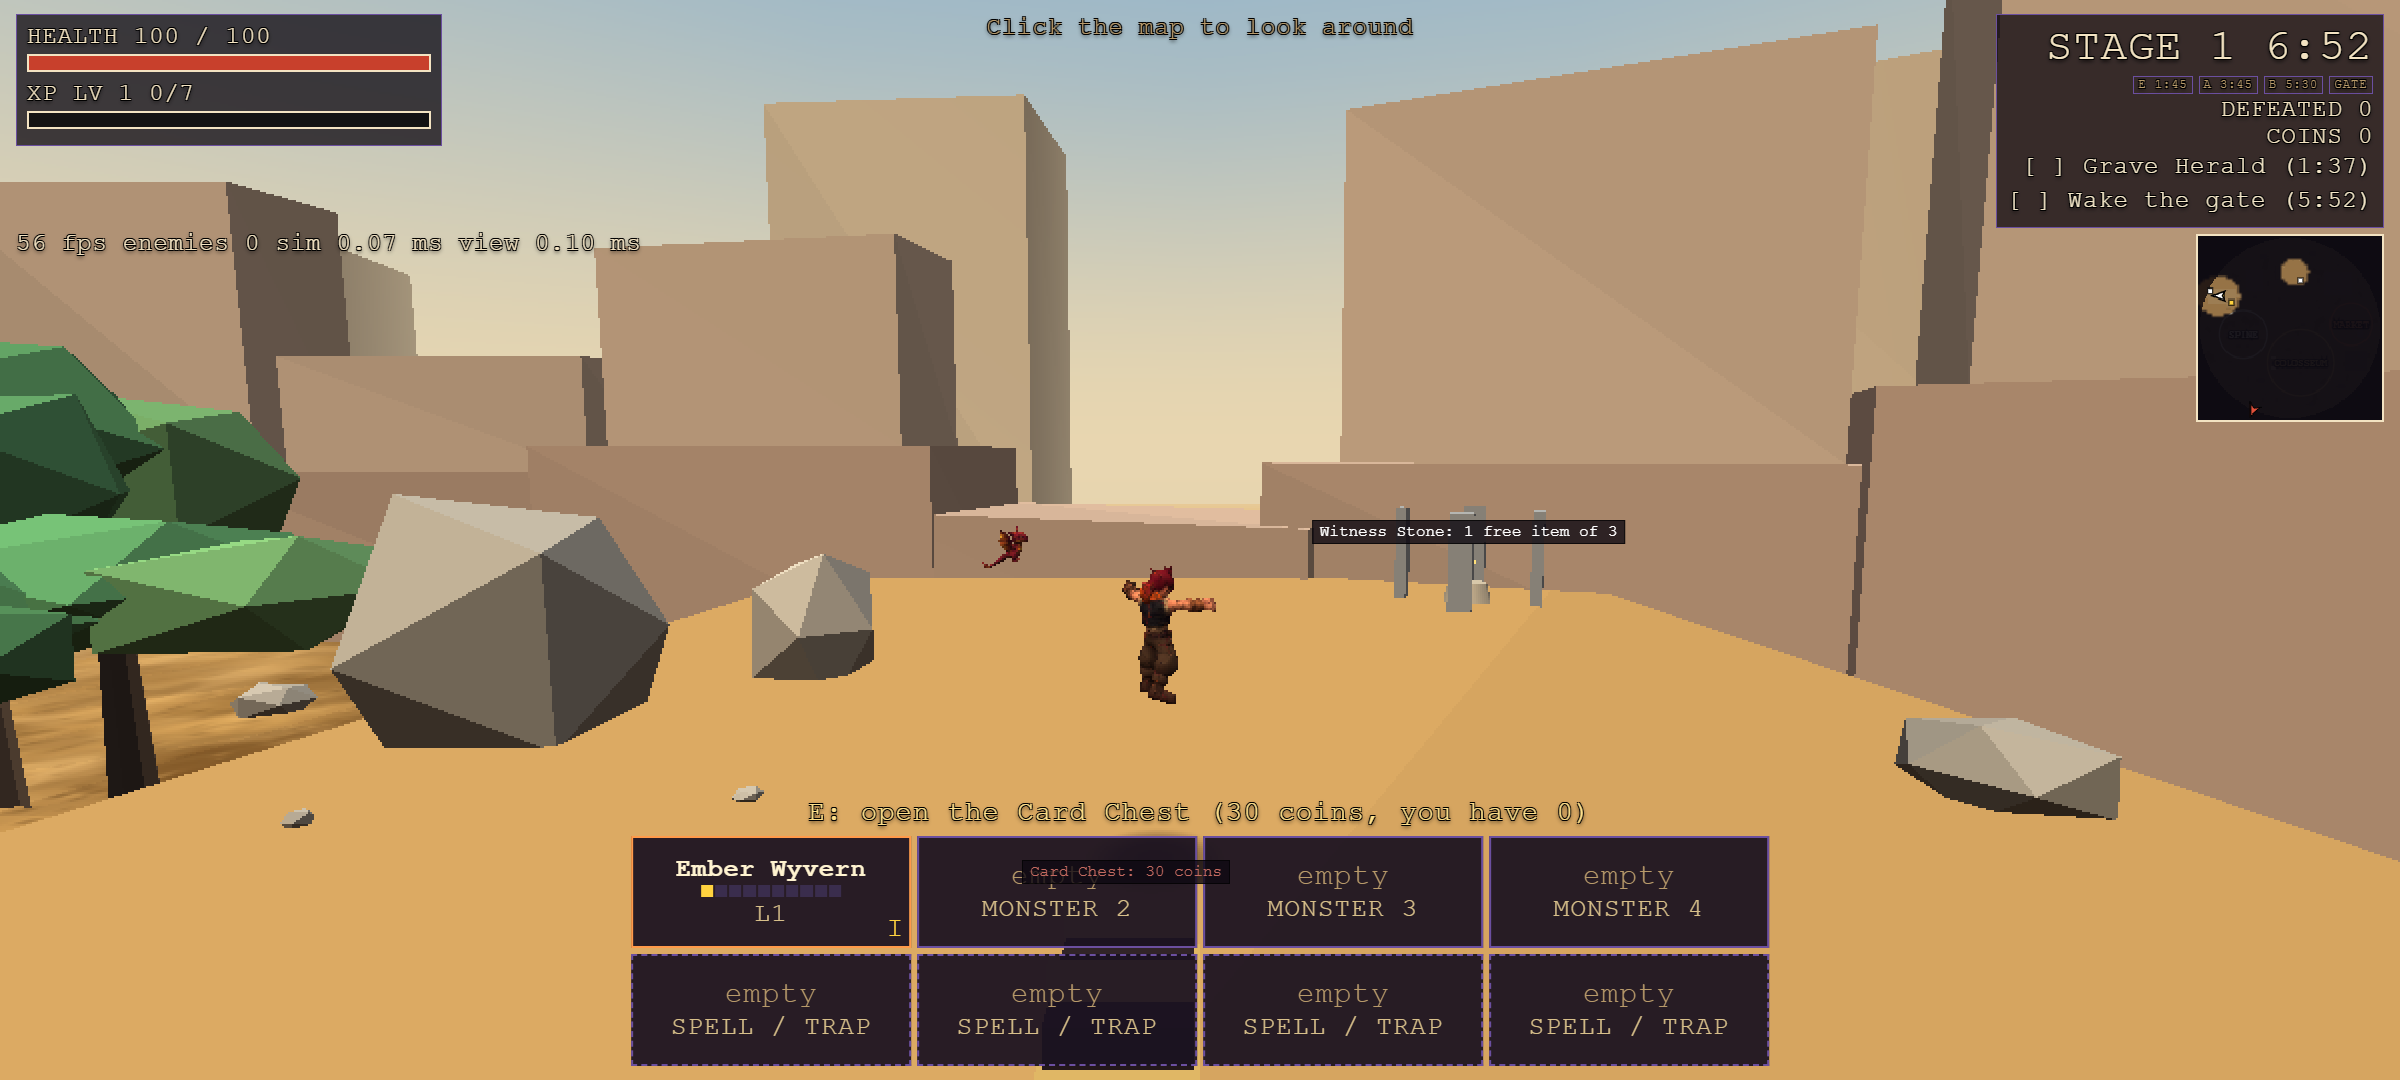 HEALTH 100 / 100
XP LV 1 0/7
Click the map to look around
STAGE 1 6:52
E 1:45 A 3:45 B 5:30 GATE
DEFEATED 0
COINS 0
[ ] Grave Herald (1:37)
[ ] Wake the gate (5:52)
56 fps enemies 0 sim 0.07 ms view 0.10 ms
Witness Stone: 1 free item of 3
E: open the Card Chest (30 coins, you have 0)
Ember Wyvern
L1
I
Card Chest: 30 coins
MONSTER 2
empty
MONSTER 3
empty
MONSTER 4
empty
SPELL / TRAP
empty
SPELL / TRAP
empty
SPELL / TRAP
empty
SPELL / TRAP